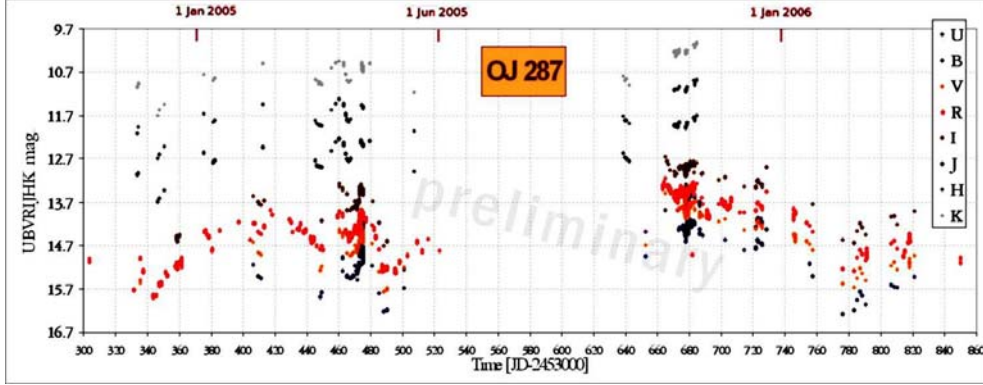 1 Jan 2005
1 Jun 2005
1 Jan 2006
OJ 287
9.7
10.7
11.7
12.7
13.7
14.7
15.7
16.7
UBVRIJHK mag
U
B
V
R
I
J
H
K
preliminary
300 320 340 360 380 400 420 440 460 480 500 520 540 560 580 600 620 640 660 680 700 720 740 760 780 800 820 840 860
Time [JD-2453000]